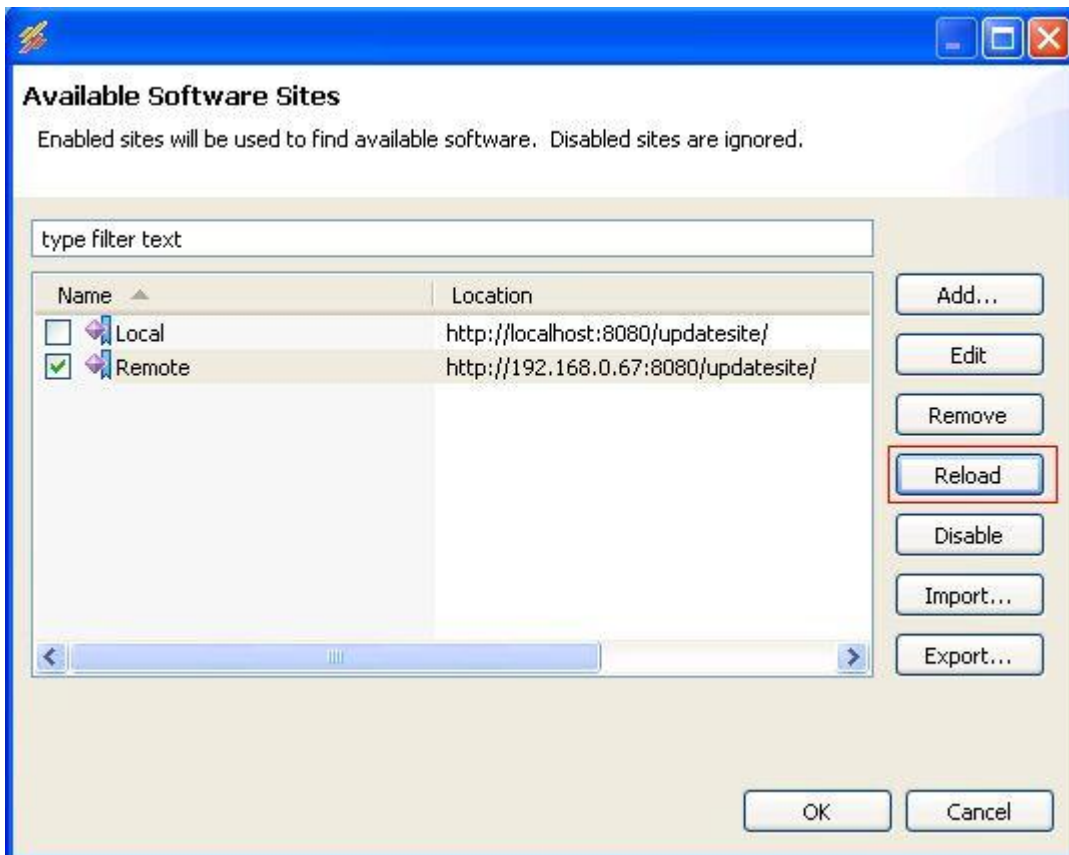 Available Software Sites
Enabled sites will be used to find available software.  Disabled sites are ignored.
type filter text
Name Location
Local http://localhost:8080/updatesite/
Remote http://192.168.0.67:8080/updatesite/
Add...
Edit
Remove
Reload
Disable
Import...
Export...
OK Cancel